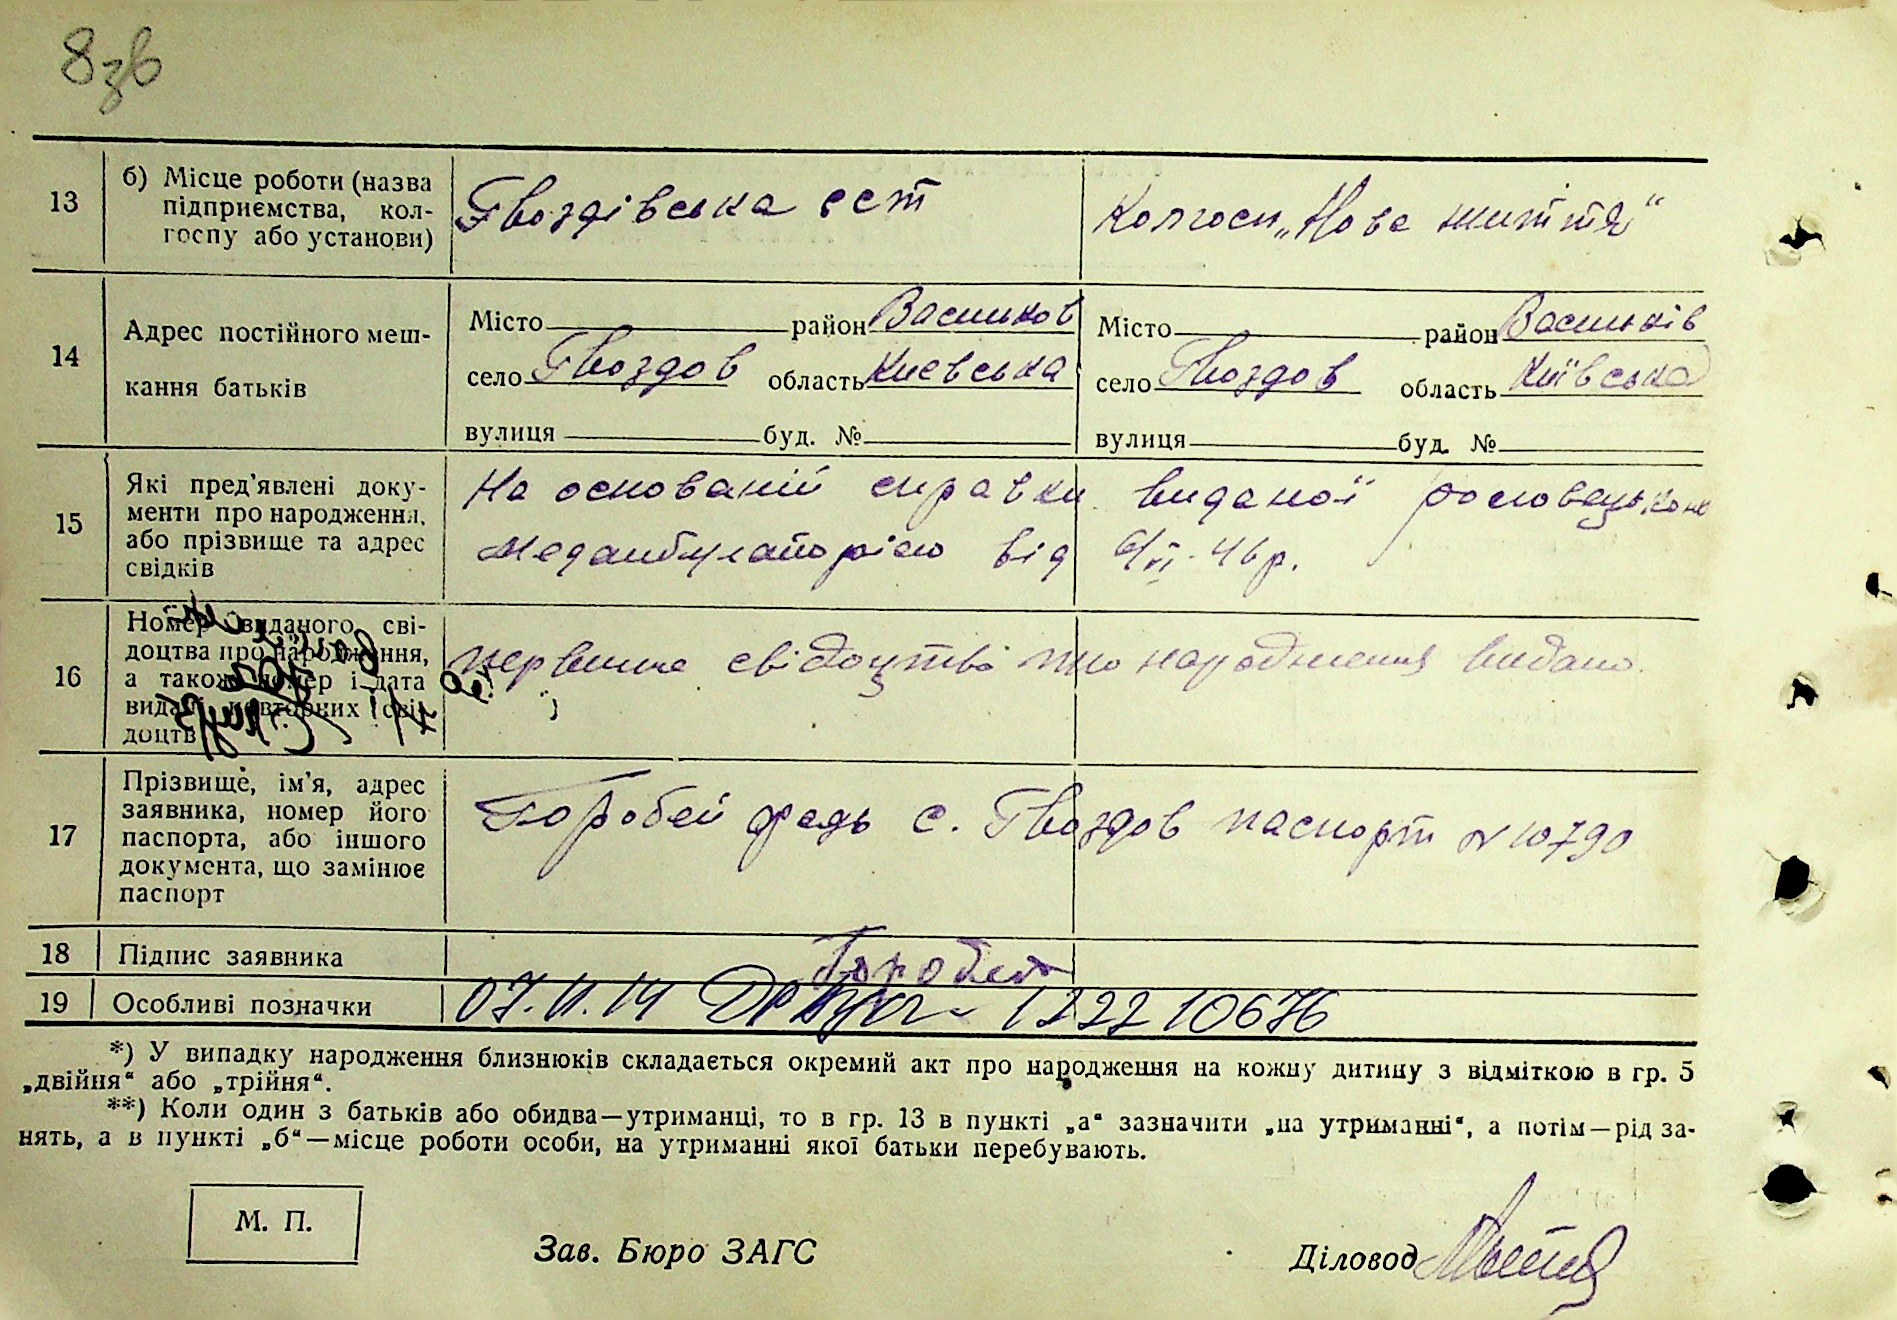 8зв
13
б) Місце роботи (назва
підприємства, кол-
госпу або установи)
Гвоздівська ест
Колгосп „Нове життя“
14
Адрес постійного меш-
кання батьків
Місто район Васильков
село Гвоздов область Киевська
вулиця буд. №
Місто район Васильків
село Гвоздов область Київська
вулиця буд. №
15
Які пред’явлені доку-
менти про народження,
або прізвище та адрес
свідків
На основаній справки виданої
медамбулаторією від 6/VI-46р.
16
Номер виданого сві-
доцтва про народження,
а також номер і дата
видачі повторних сві-
доцтв
первинне свідоцтво про народження видано.
17
Прізвище, ім’я, адрес
заявника, номер його
паспорта, або іншого
документа, що замінює
паспорт
Горобей федь с. Гвоздов паспорт № 10790
18
Підпис заявника
Горобей
19
Особливі позначки
07.11.14 1222 10676
*) У випадку народження близнюків складається окремий акт про народження на кожну дитину з відміткою в гр. 5
„двійня“ або „трійня“.
**) Коли один з батьків або обидва—утриманці, то в гр. 13 в пункті „а“ зазначити „на утриманні“, а потім—рід за-
нять, а в пункті „б“—місце роботи особи, на утриманні якої батьки перебувають.
М. П.
Зав. Бюро ЗАГС
Діловод